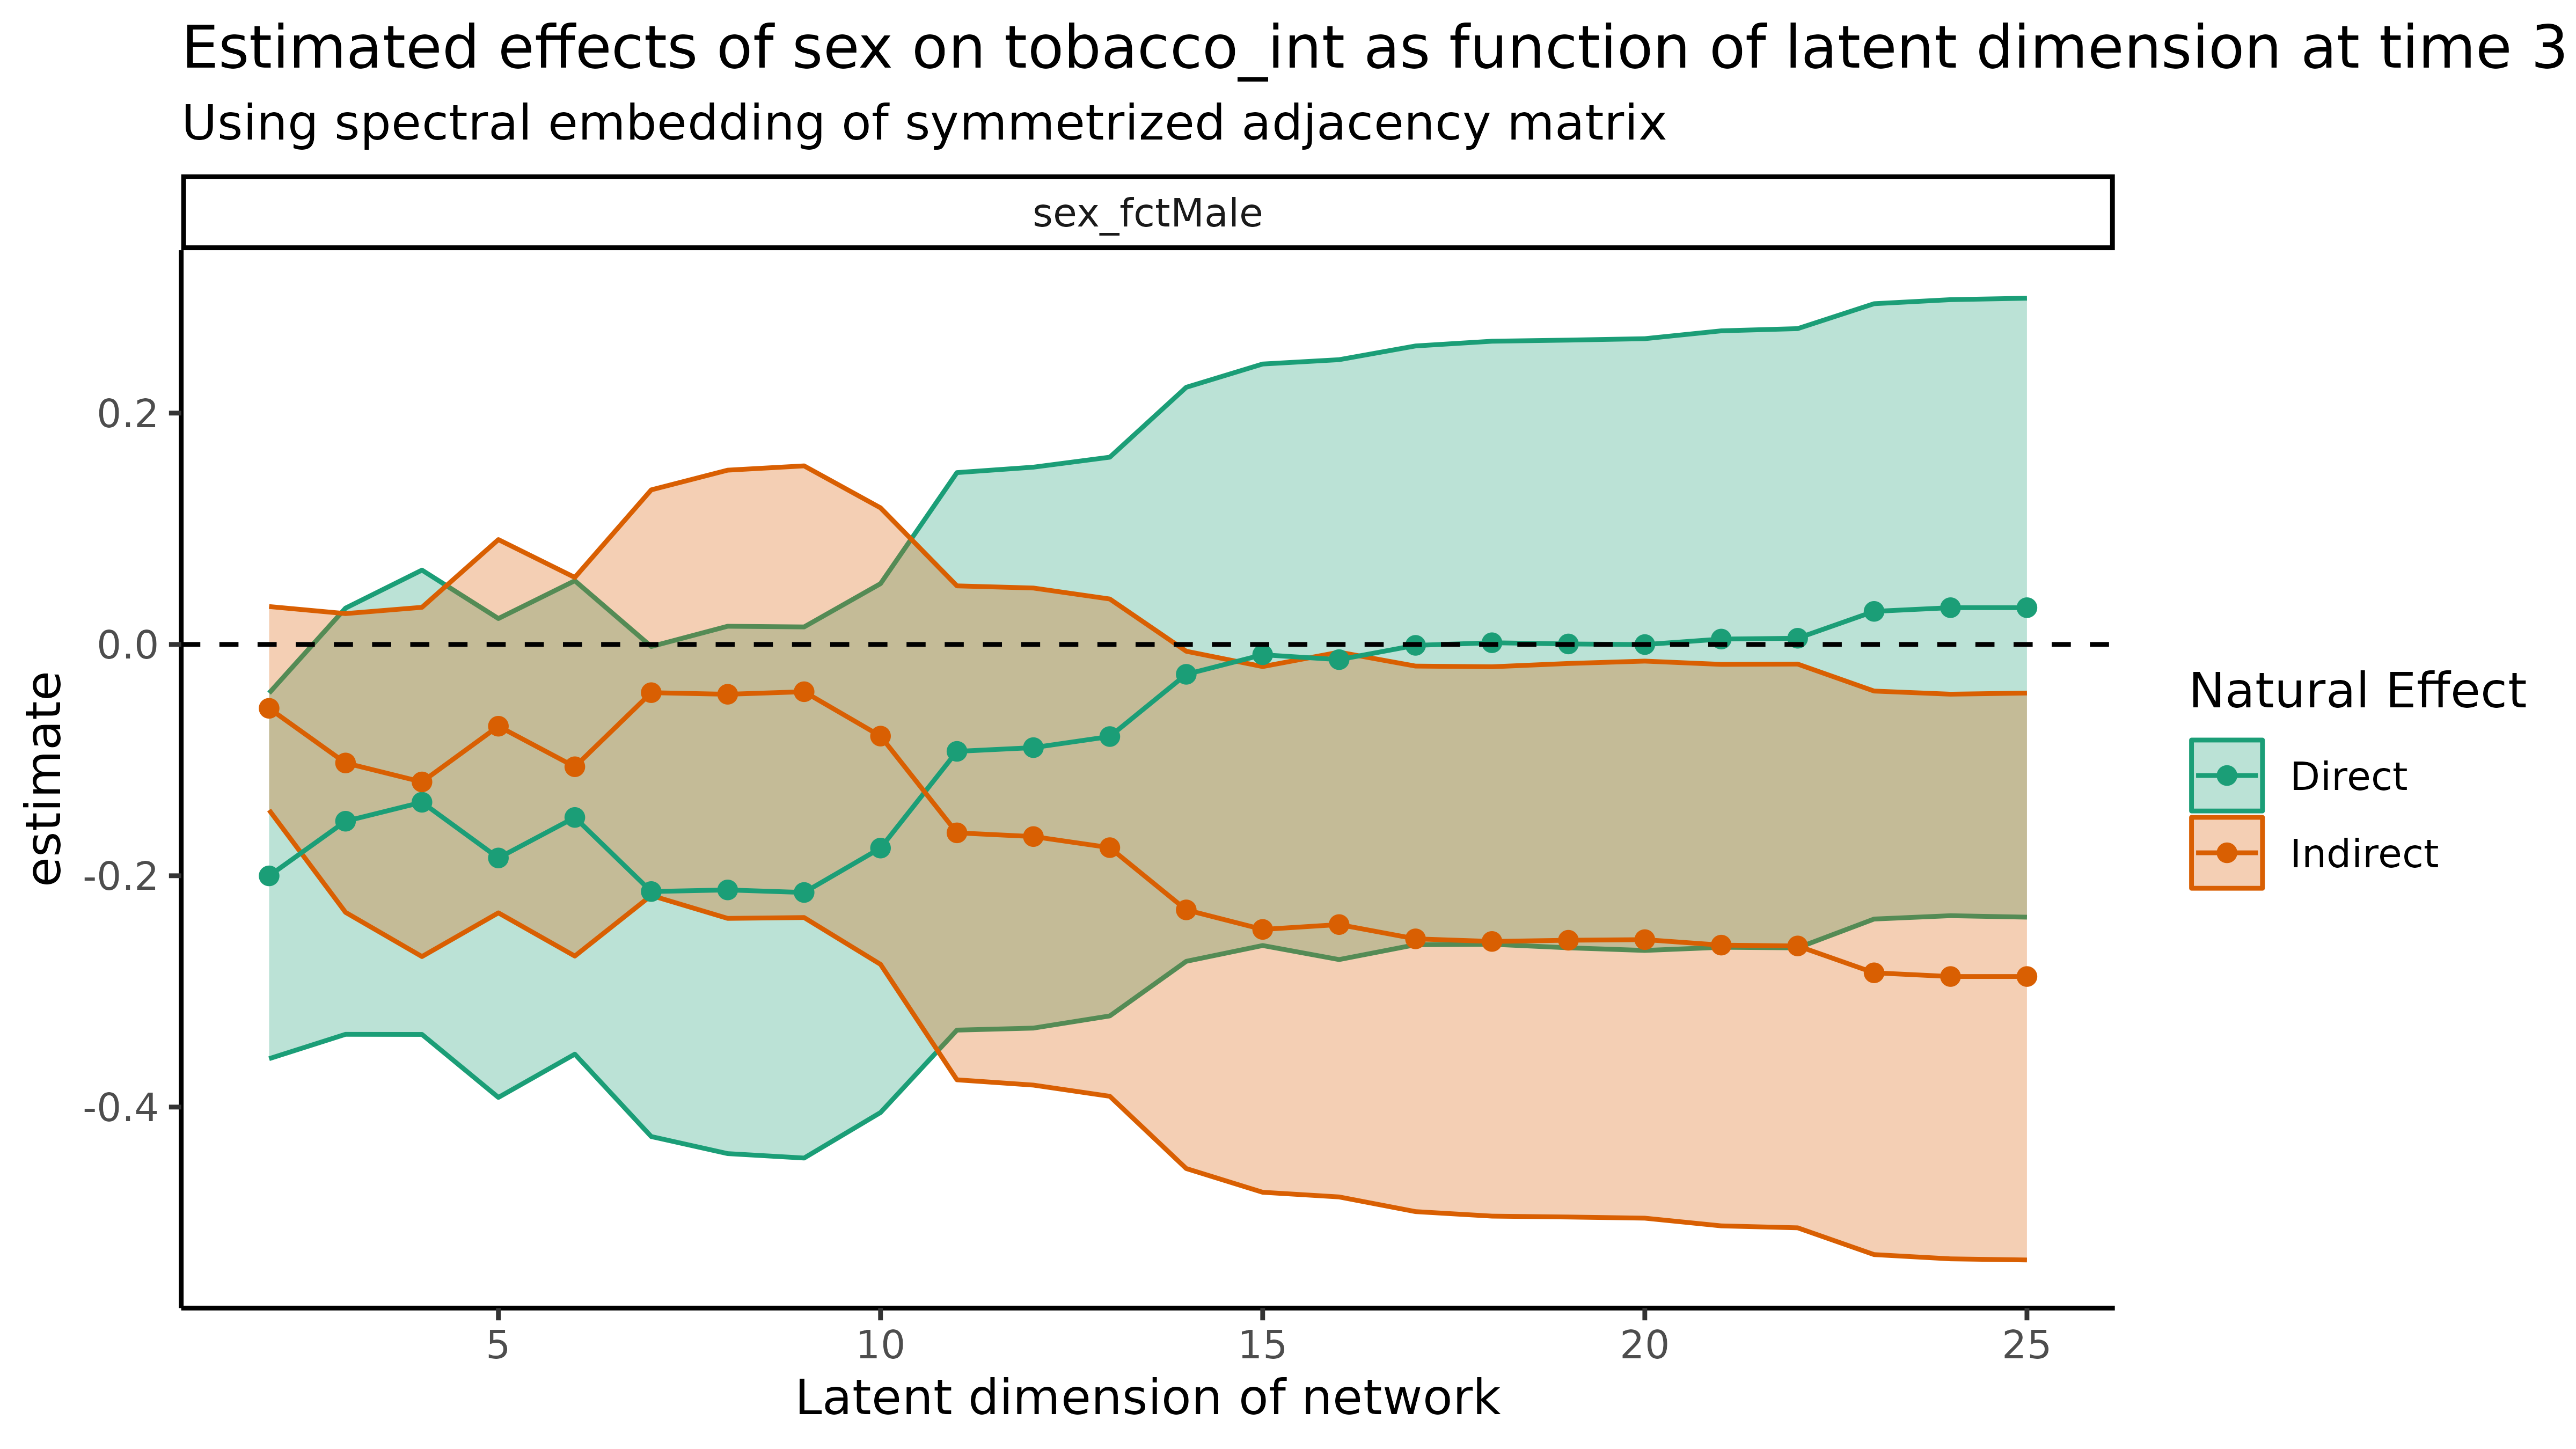 Estimated effects of sex on tobacco_int as function of latent dimension at time 3
Using spectral embedding of symmetrized adjacency matrix
sex_fctMale
estimate
0.2
0.0
-0.2
-0.4
5 10 15 20 25
Latent dimension of network
Natural Effect
Direct
Indirect